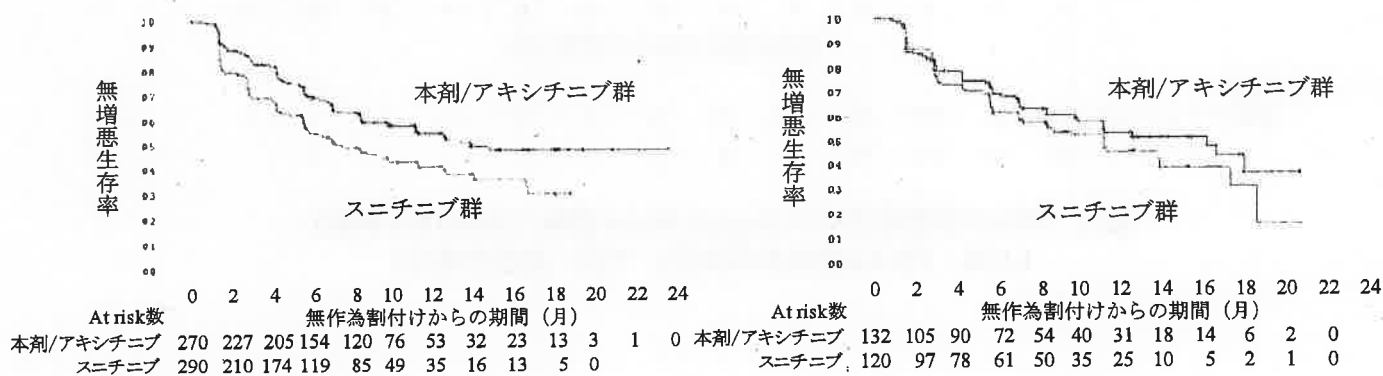 1.0
0.9
0.8
0.7
0.6
0.5
0.4
0.3
0.2
0.1
0.0
無増悪生存率
本剤/アキシチニブ群
スニチニブ群
0 2 4 6 8 10 12 14 16 18 20 22 24
At risk数
無作為割付けからの期間（月）
本剤/アキシチニブ 270 227 205 154 120 76 53 32 23 13 3 1 0
スニチニブ 290 210 174 119 85 49 35 16 13 5 0
1.0
0.9
0.8
0.7
0.6
0.5
0.4
0.3
0.2
0.1
0.0
無増悪生存率
本剤/アキシチニブ群
スニチニブ群
0 2 4 6 8 10 12 14 16 18 20 22 24
At risk数
無作為割付けからの期間（月）
本剤/アキシチニブ 132 105 90 72 54 40 31 18 14 6 2 0
スニチニブ 120 97 78 61 50 35 25 10 5 2 1 0